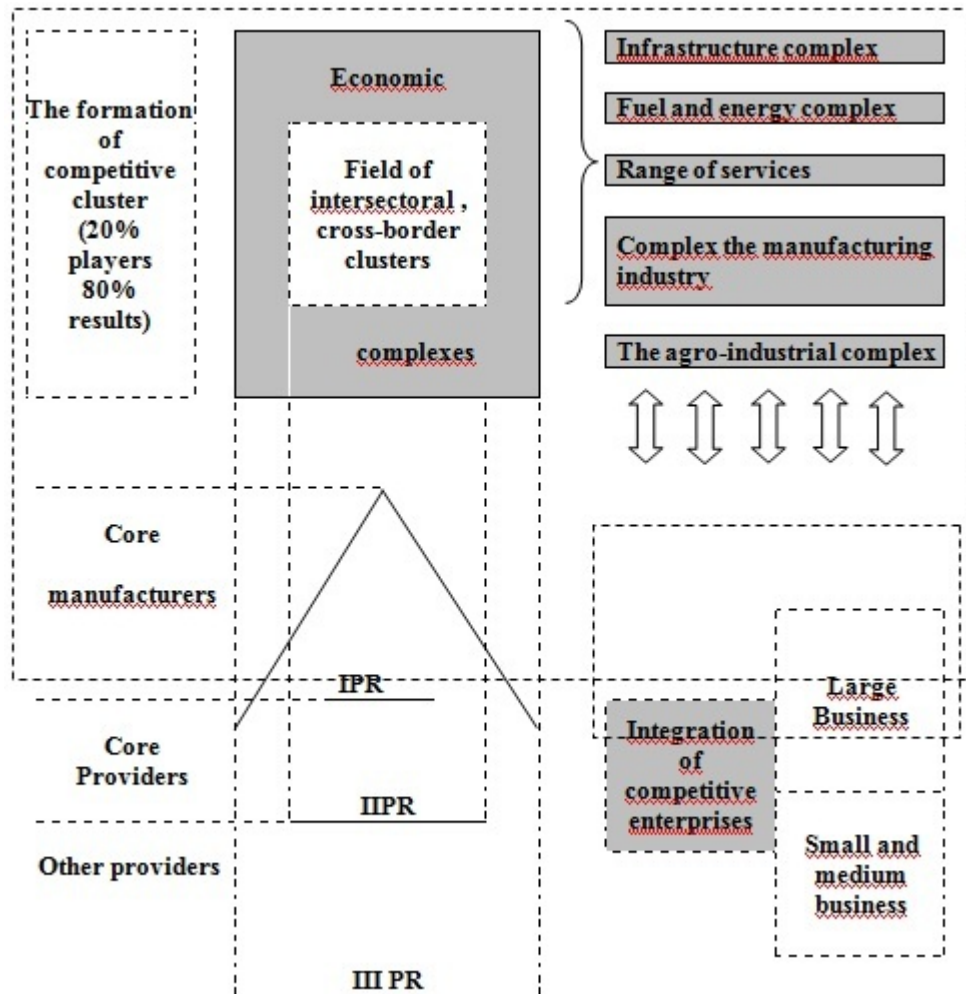 The formation
of
competitive
cluster
(20%
players
80%
results)
Economic
Field of
intersectoral ,
cross-border
clusters
complexes
Infrastructure complex
Fuel and energy complex
Range of services
Complex the manufacturing
industry
The agro-industrial complex
Core
manufacturers
IPR
Core
Providers
IIPR
Other providers
III PR
Large
Business
Integration
of
competitive
enterprises
Small and
medium
business